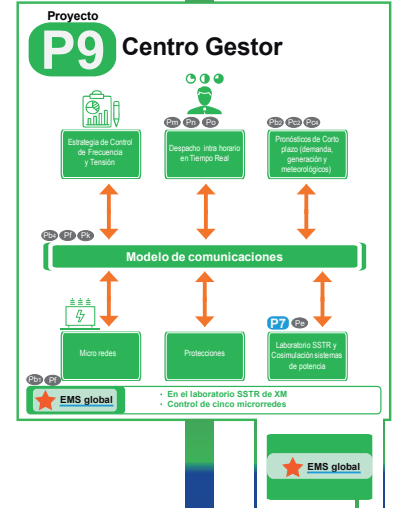 Proyecto
P9 Centro Gestor
Pm Pn Po
Pb2 Pc2 Pc4
Estrategia de Control
de Frecuencia
y Tensión
Despacho intra horario
en Tiempo Real
Pronósticos de Corto
plazo (demanda,
generación y
meteorológicos)
Pb4 Pf Pk
Modelo de comunicaciones
P7 Pe
Micro redes
Protecciones
Laboratorio SSTR y
Cosimulación sistemas
de potencia
Pb1 Pf
EMS global
· En el laboratorio SSTR de XM
· Control de cinco microrredes
EMS global